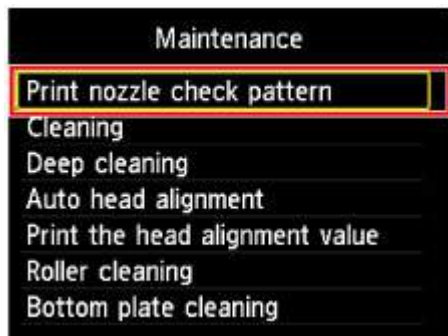 Maintenance
Print nozzle check pattern
Cleaning
Deep cleaning
Auto head alignment
Print the head alignment value
Roller cleaning
Bottom plate cleaning